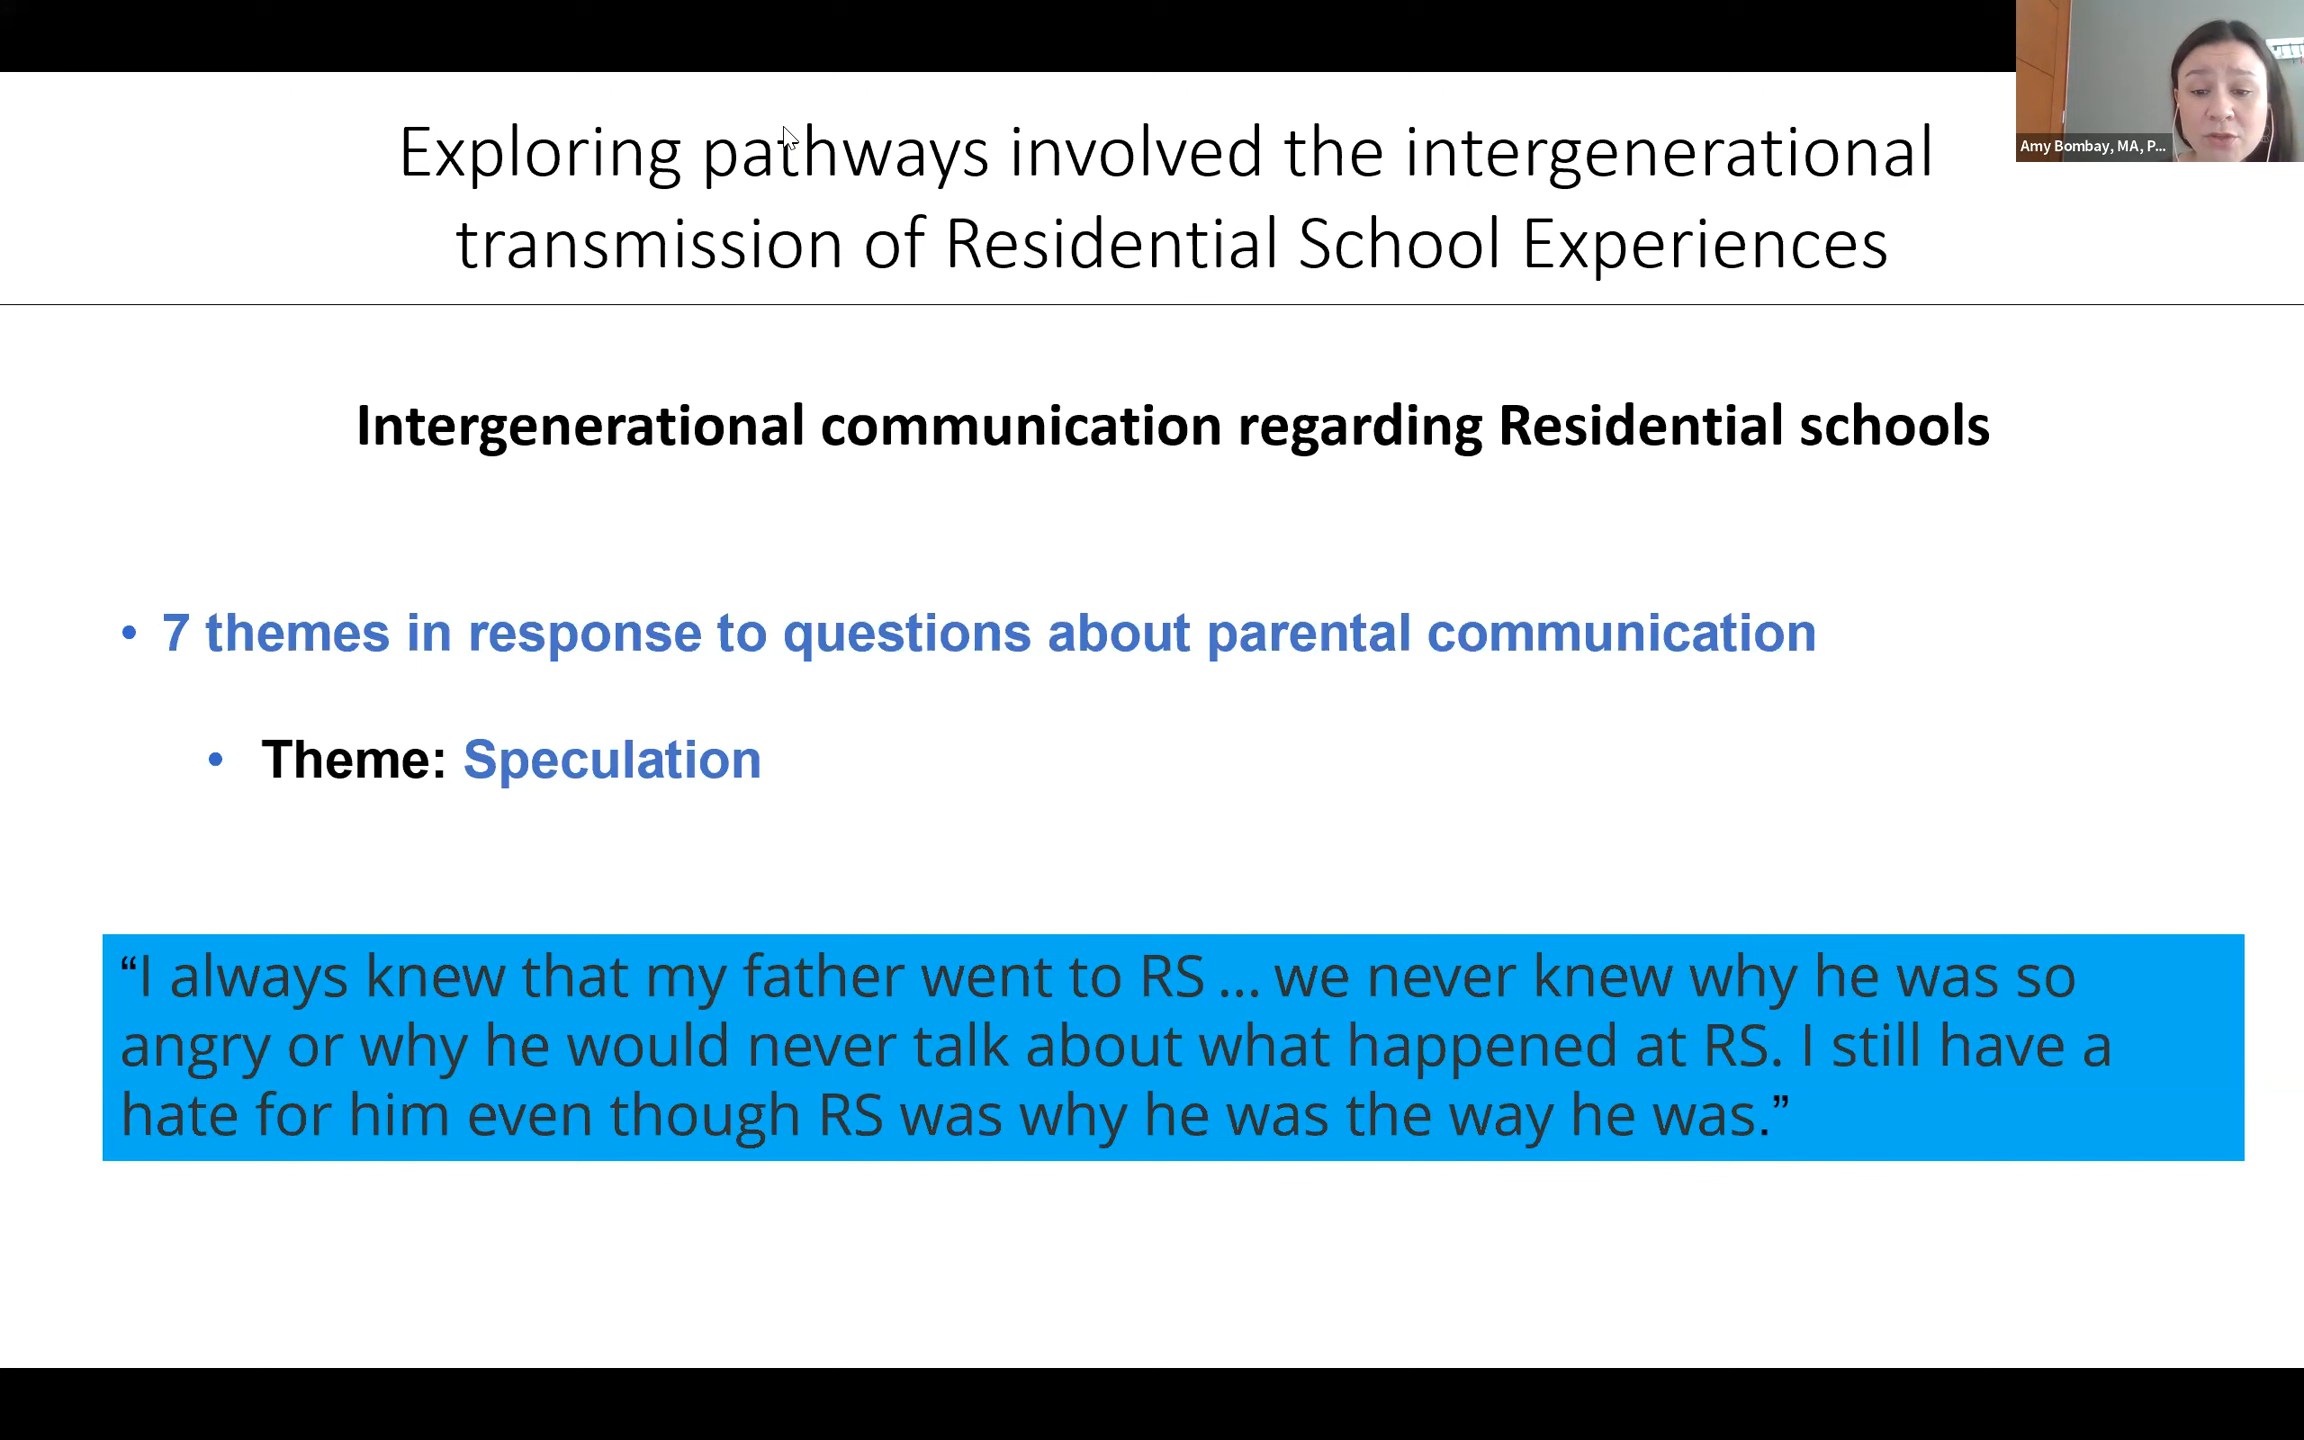 Amy Bombay, MA, P...
Exploring pathways involved the intergenerational
transmission of Residential School Experiences
Intergenerational communication regarding Residential schools
• 7 themes in response to questions about parental communication
• Theme: Speculation
“I always knew that my father went to RS ... we never knew why he was so
angry or why he would never talk about what happened at RS. I still have a
hate for him even though RS was why he was the way he was.”